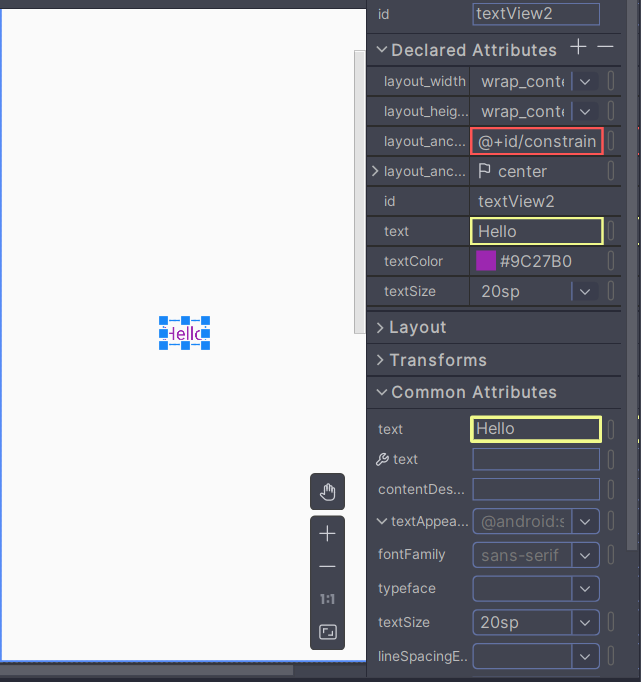 id textView2
Declared Attributes
layout_width wrap_conte
layout_heig... wrap_conte
layout_anc... @+id/constrain
layout_anc... center
id textView2
text Hello
textColor #9C27B0
textSize 20sp
Hello
Layout
Transforms
Common Attributes
text Hello
text
contentDes...
textAppea... @android:s
fontFamily sans-serif
typeface
1:1
textSize 20sp
lineSpacingE..